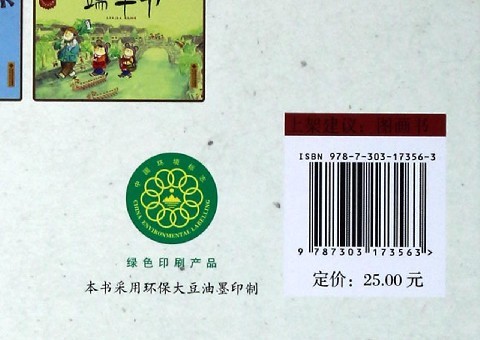 端午节
上架建议：图画书
ISBN 978-7-303-17356-3
9 787303 173563>
定价：25.00 元
中国环境标志
CHINA ENVIRONMENTAL LABELLING
绿色印刷产品
本书采用环保大豆油墨印制